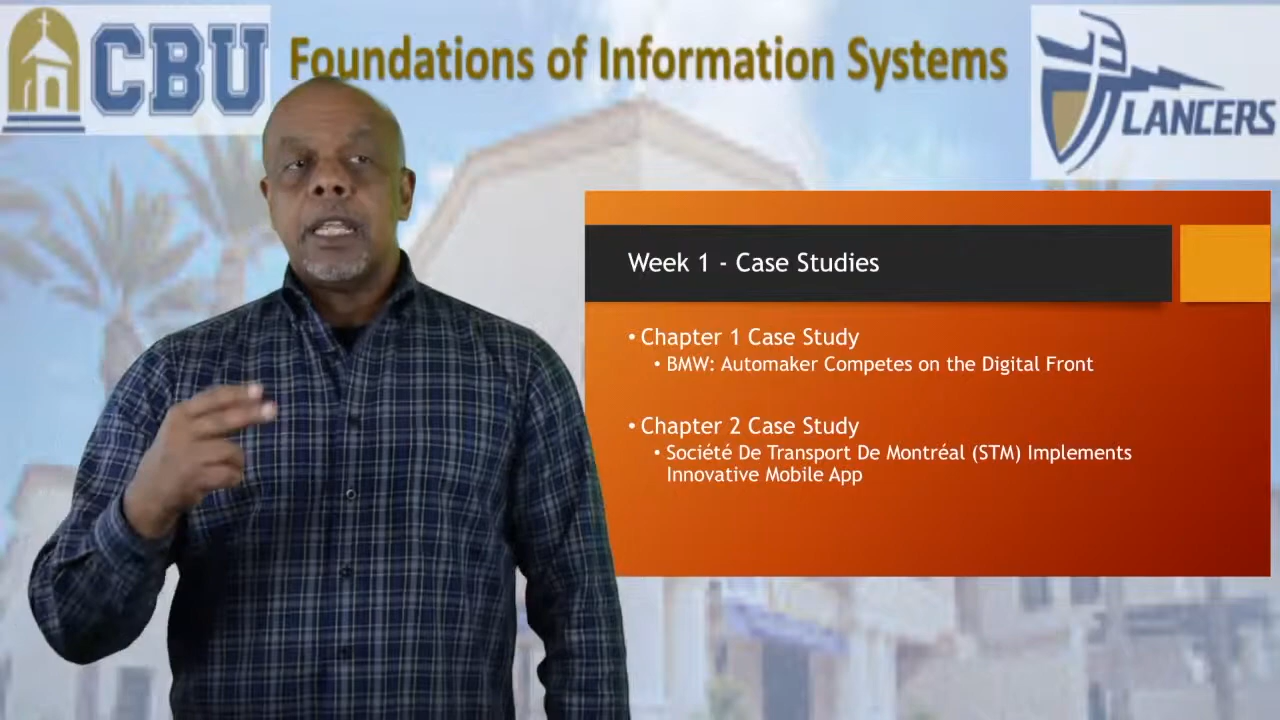 CBU
Foundations of Information Systems
LANCERS
Week 1 - Case Studies
• Chapter 1 Case Study
• BMW: Automaker Competes on the Digital Front
• Chapter 2 Case Study
• Société De Transport De Montréal (STM) Implements
Innovative Mobile App